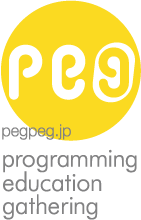 peg
pegpeg.jp
programming
education
gathering